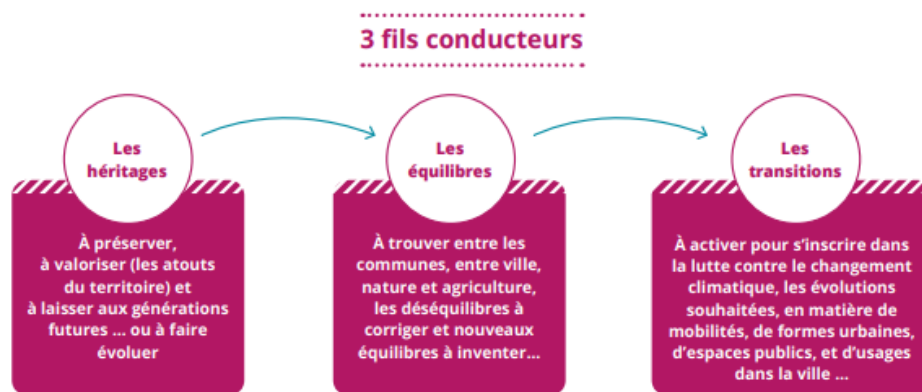 3 fils conducteurs
Les
héritages
À préserver,
à valoriser (les atouts
du territoire) et
à laisser aux générations
futures ... ou à faire
évoluer
Les
équilibres
À trouver entre les
communes, entre ville,
nature et agriculture,
les déséquilibres à
corriger et nouveaux
équilibres à inventer...
Les
transitions
À activer pour s’inscrire dans
la lutte contre le changement
climatique, les évolutions
souhaitées, en matière de
mobilités, de formes urbaines,
d’espaces publics, et d’usages
dans la ville ...